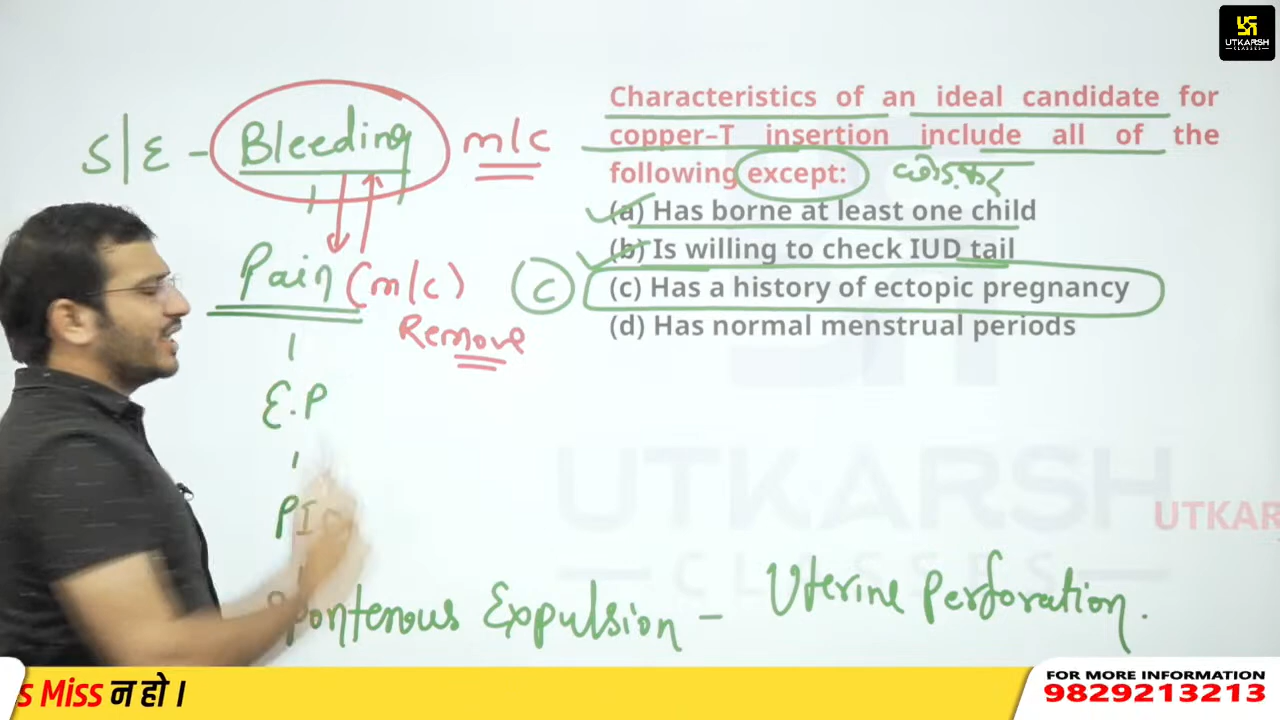 UTKARSH
CLASSES
S/E - Bleeding m/c
Pain (m/c)
Remove
E.P
Spontenous Expulsion - Uterine Perforation.
Characteristics of an ideal candidate for
copper–T insertion include all of the
following except:
(a) Has borne at least one child
(b) Is willing to check IUD tail
C (c) Has a history of ectopic pregnancy
(d) Has normal menstrual periods
UTKARSH
CLASSES
UTKAR
s Miss न हो।
FOR MORE INFORMATION
9829213213